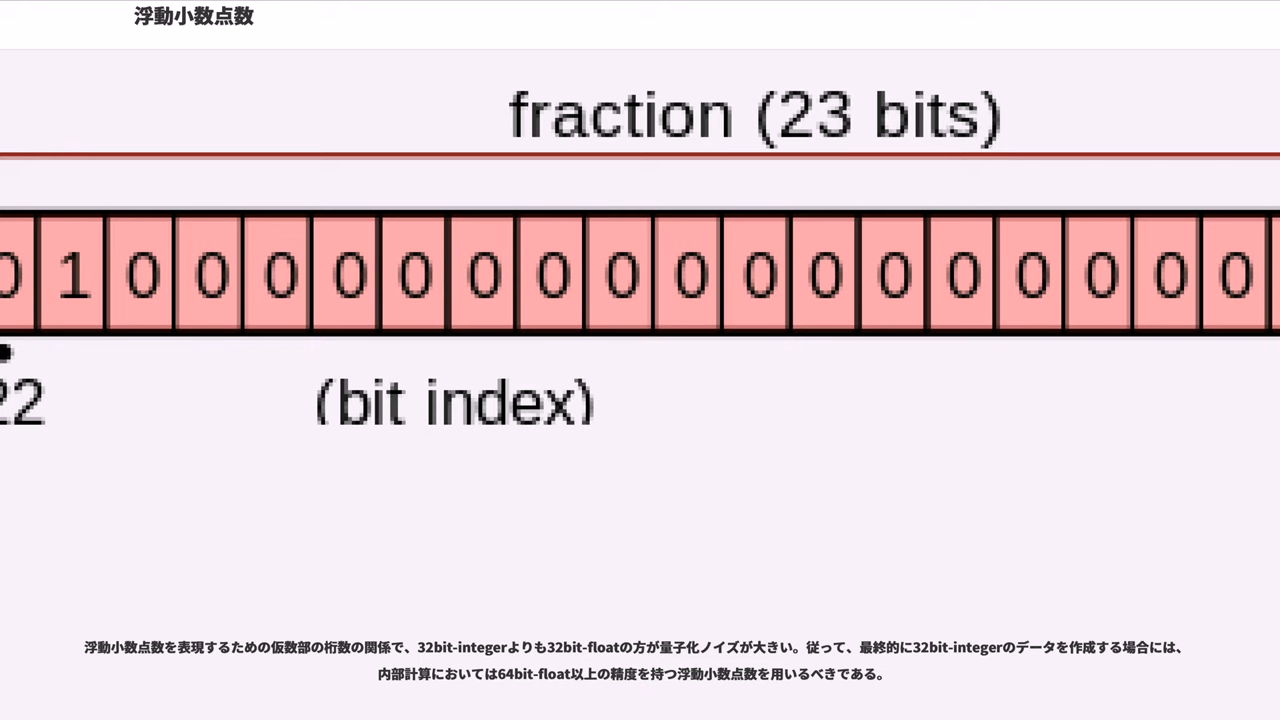 浮動小数点数
fraction (23 bits)
0 1 0 0 0 0 0 0 0 0 0 0 0 0 0 0 0 0 0
22 (bit index)
浮動小数点数を表現するための仮数部の桁数の関係で、32bit-integerよりも32bit-floatの方が量子化ノイズが大きい。従って、最終的に32bit-integerのデータを作成する場合には、
内部計算においては64bit-float以上の精度を持つ浮動小数点数を用いるべきである。